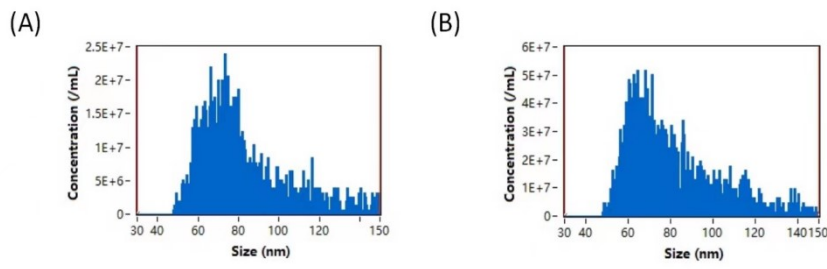 (A)
(B)
Concentration (/mL)
2.5E+7
2E+7
1.5E+7
1E+7
5E+6
0
30 40 60 80 100 120 150
Size (nm)
Concentration (/mL)
6E+7
5E+7
4E+7
3E+7
2E+7
1E+7
0
30 40 60 80 100 120 140 150
Size (nm)